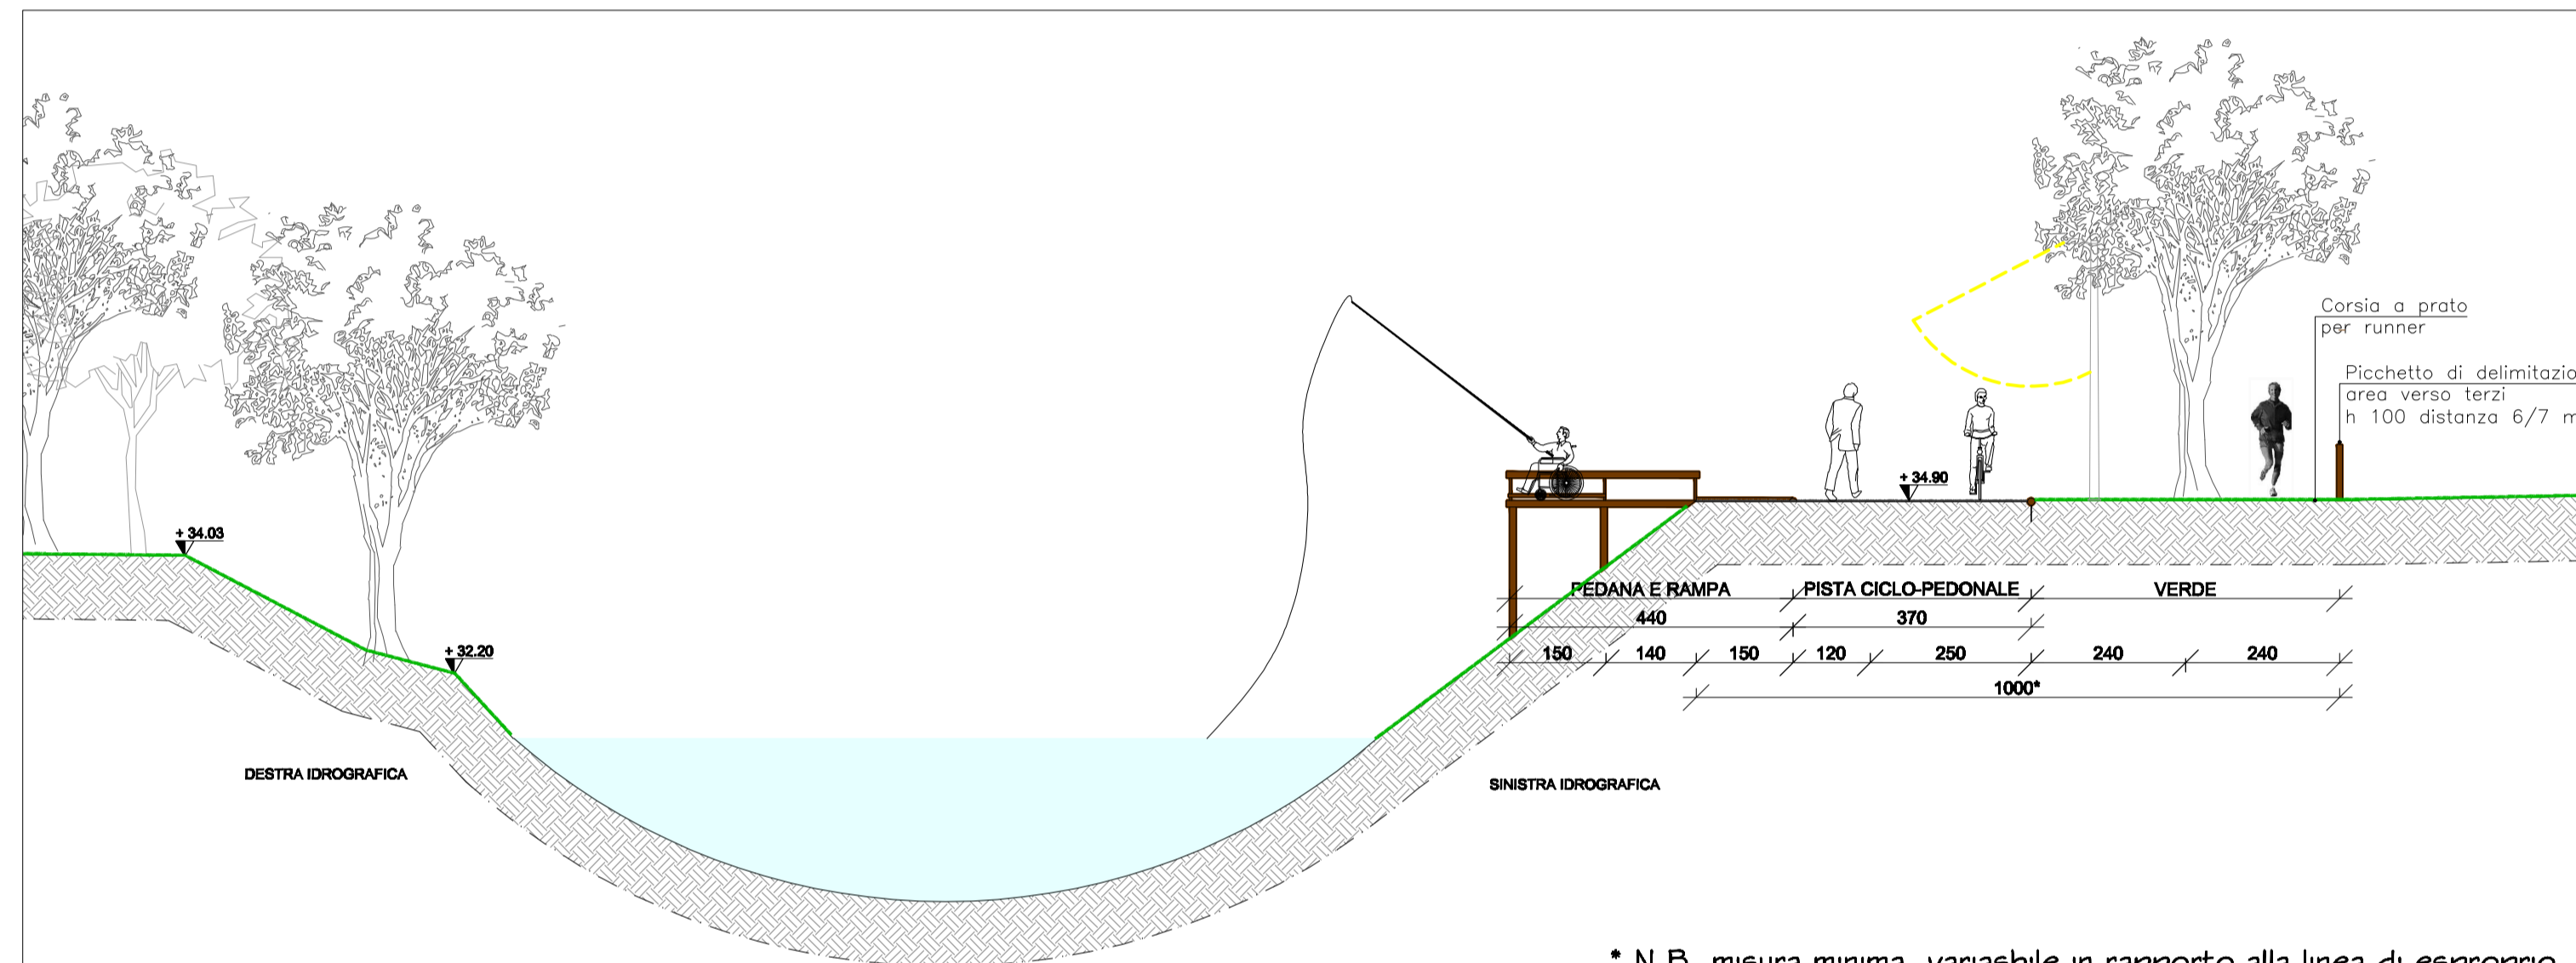 Corsia a prato
per runner
Picchetto di delimitazio
area verso terzi
h 100 distanza 6/7 m
+ 34.90
+ 34.03
+ 32.20
PEDANA E RAMPA
PISTA CICLO-PEDONALE
VERDE
440
370
150
140
150
120
250
240
240
1000*
DESTRA IDROGRAFICA
SINISTRA IDROGRAFICA
* N.B. misura minima, variabile in rapporto alla linea di esproprio